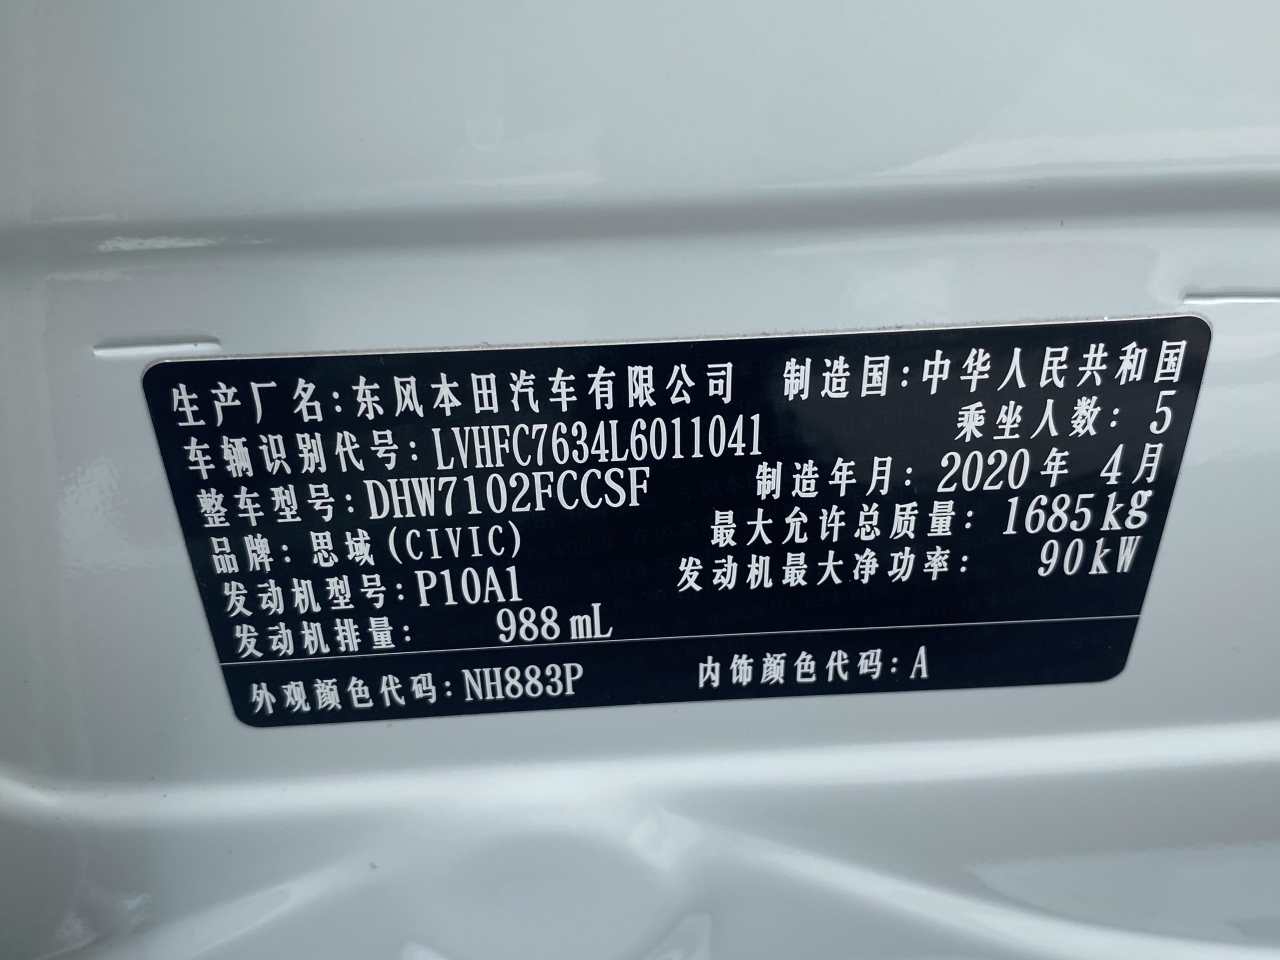 生产厂名:东风本田汽车有限公司 制造国:中华人民共和国
车辆识别代号:LVHFC7634L6011041 乘坐人数:5
整车型号:DHW7102FCCSF 制造年月:2020年4月
品牌:思域(CIVIC) 最大允许总质量:1685kg
发动机型号:P10A1 发动机最大净功率:90kW
发动机排量:988mL
外观颜色代码:NH883P 内饰颜色代码:A